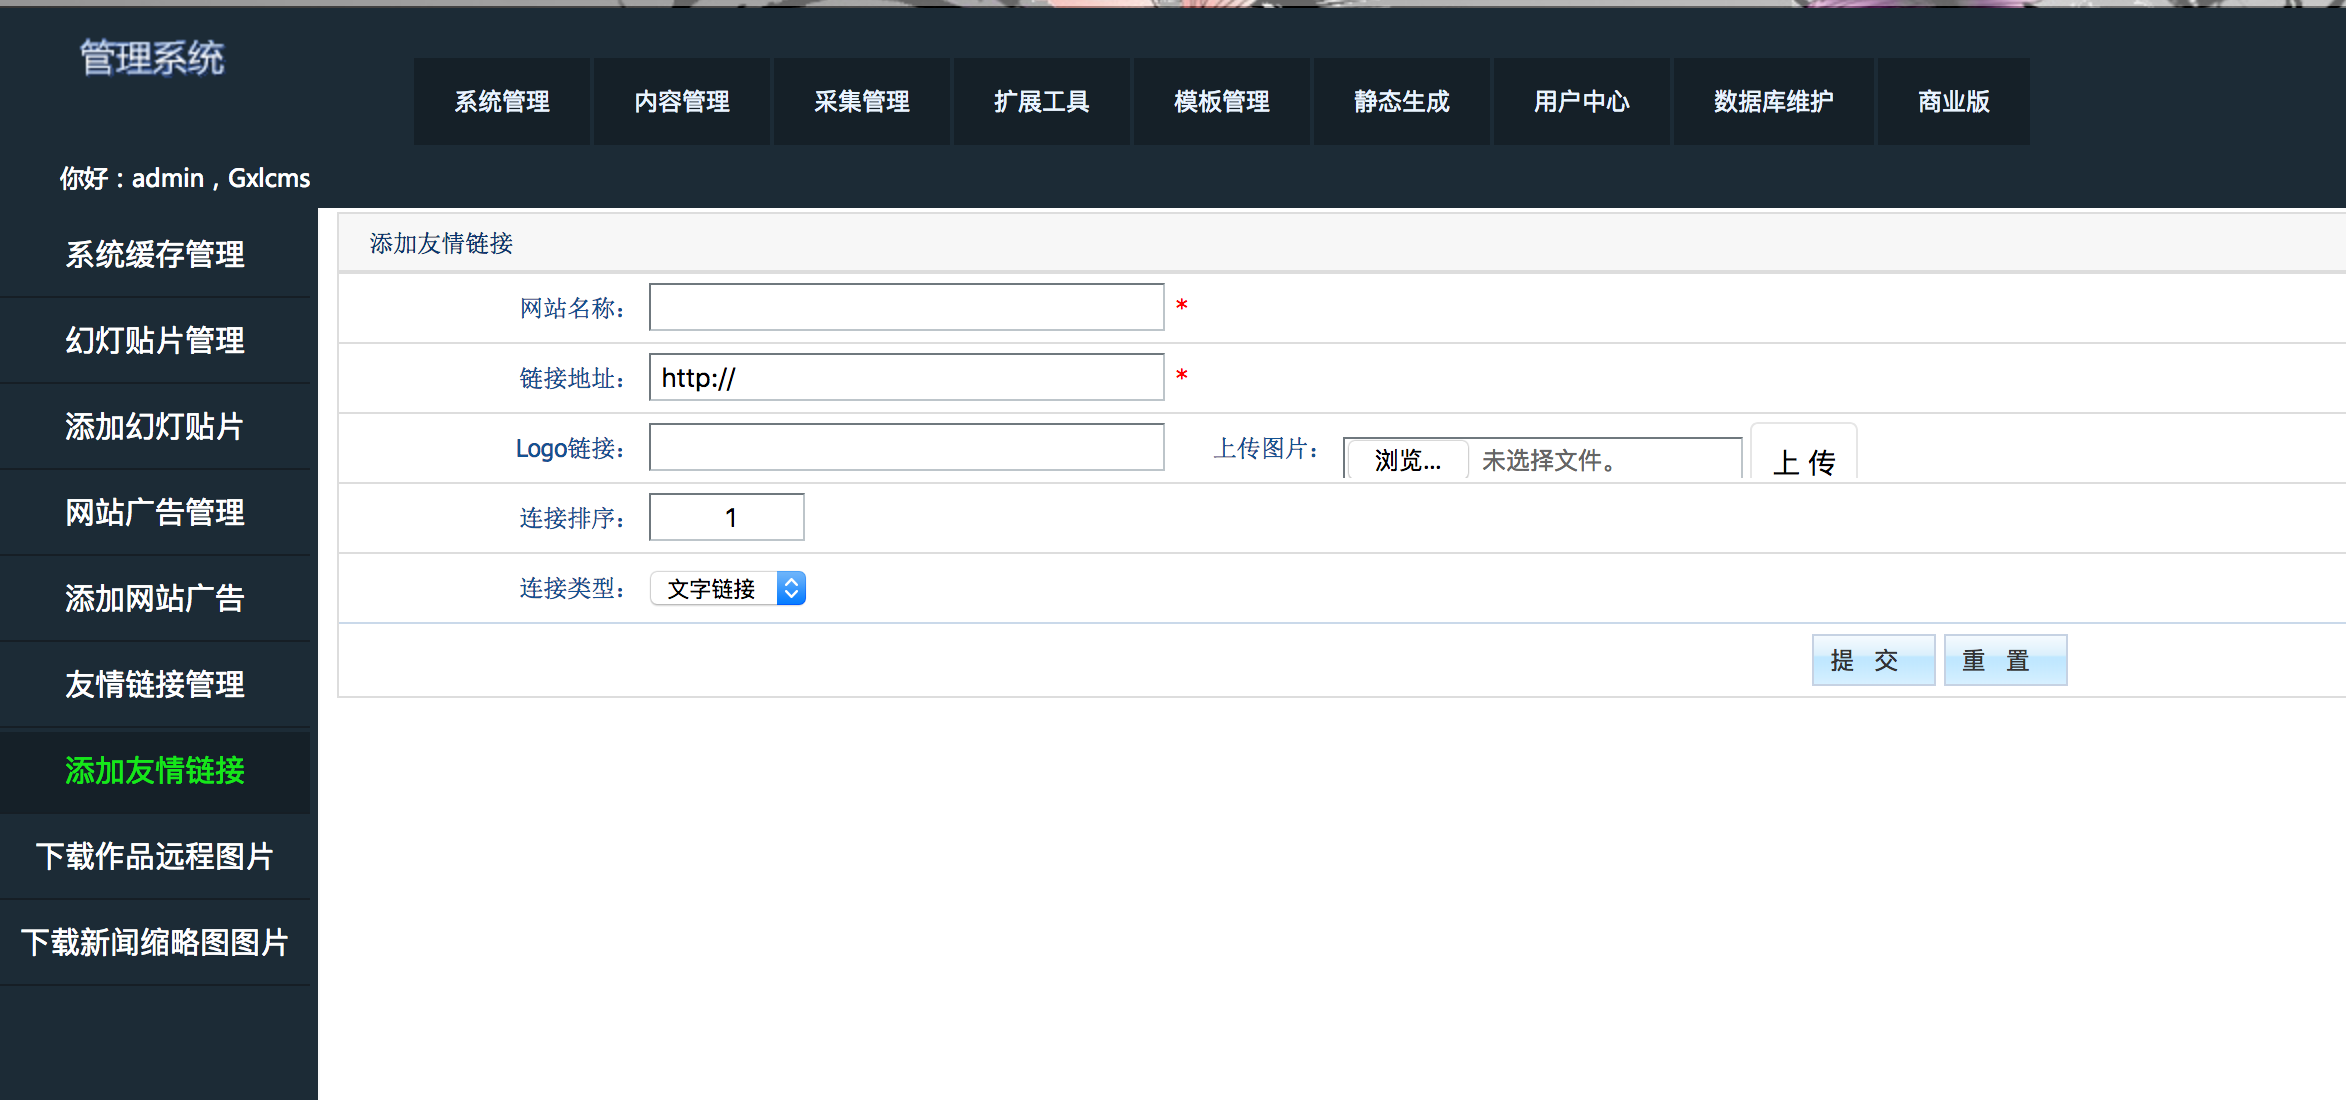 管理系统
系统管理 内容管理 采集管理 扩展工具 模板管理 静态生成 用户中心 数据库维护 商业版
你好：admin，Gxlcms
系统缓存管理
幻灯贴片管理
添加幻灯贴片
网站广告管理
添加网站广告
友情链接管理
添加友情链接
下载作品远程图片
下载新闻缩略图图片
添加友情链接
网站名称： *
链接地址： http:// *
Logo链接： 上传图片： 浏览... 未选择文件。 上 传
连接排序： 1
连接类型： 文字链接
提 交 重 置